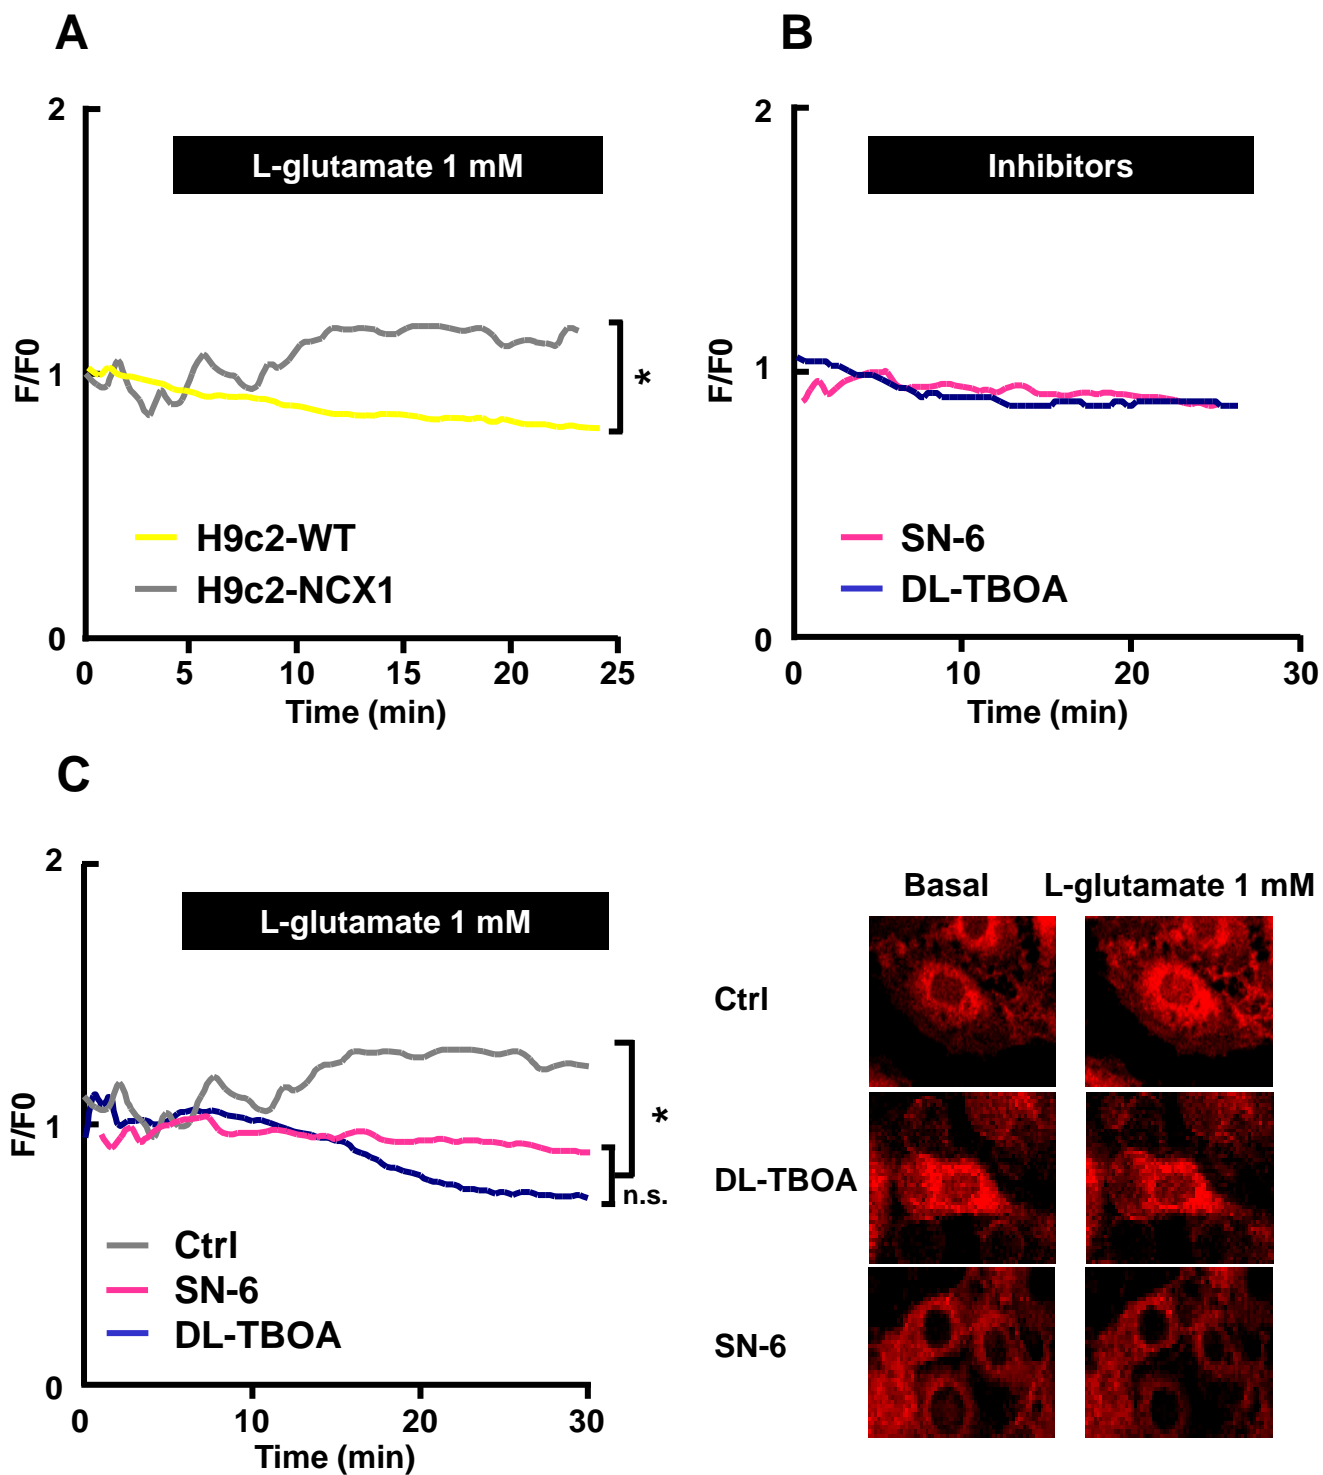 A
2
L-glutamate 1 mM
F/F0
1
*
H9c2-WT
H9c2-NCX1
0
0 5 10 15 20 25
Time (min)
B
2
Inhibitors
F/F0
1
SN-6
DL-TBOA
0
0 10 20 30
Time (min)
C
2
L-glutamate 1 mM
F/F0
1
*
n.s.
Ctrl
SN-6
DL-TBOA
0
0 10 20 30
Time (min)
Basal L-glutamate 1 mM
Ctrl
DL-TBOA
SN-6